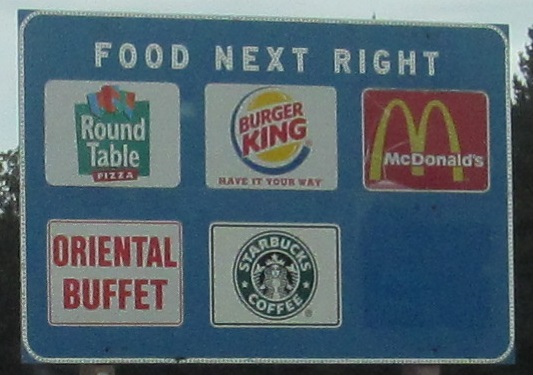 FOOD NEXT RIGHT
Round
Table
PIZZA
BURGER
KING
HAVE IT YOUR WAY
McDonald's
ORIENTAL
BUFFET
STARBUCKS
COFFEE